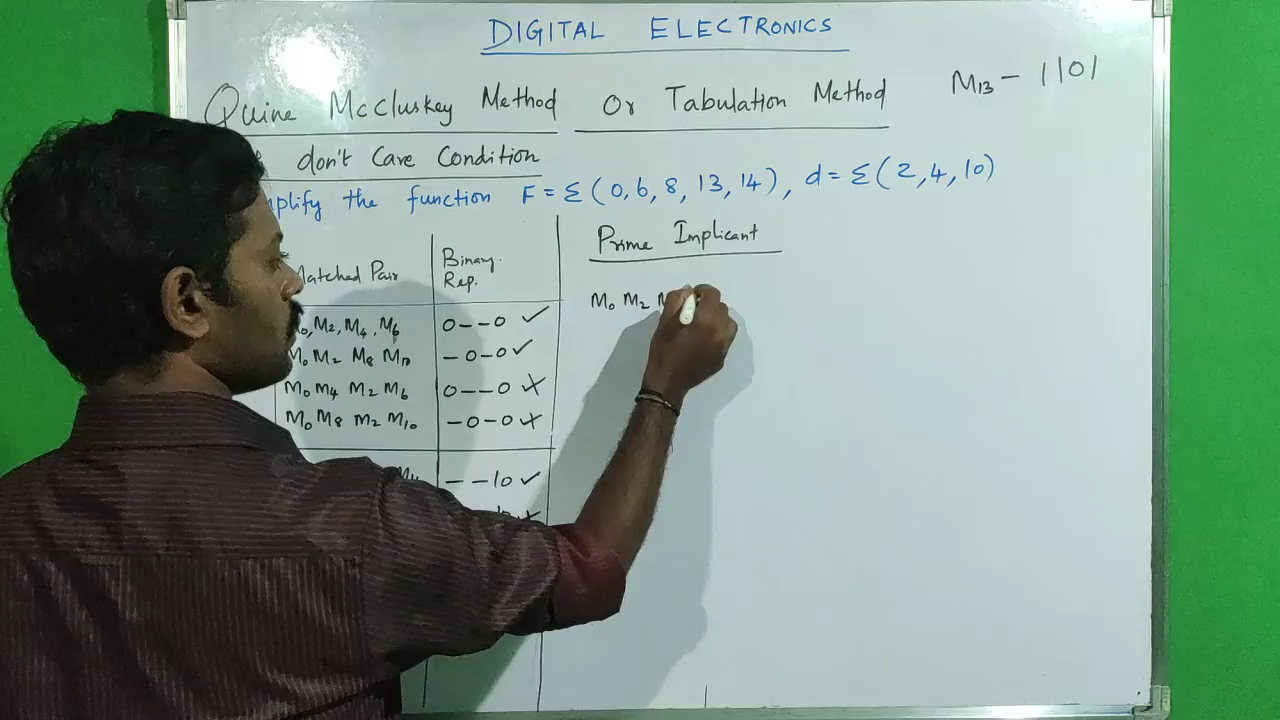 DIGITAL ELECTRONICS
Quine McCluskey Method Or Tabulation Method M13 - 1101
don't Care Condition
the function F = Σ (0, 6, 8, 13, 14), d = Σ (2, 4, 10)
Matched Pair Binary Rep. Prime Implicant
M0, M2, M4, M6 0--0 ✓ M0 M2
M0 M2 M8 M10 -0-0 ✓
M0 M4 M2 M6 0--0 ×
M0 M8 M2 M10 -0-0 ×
--10 ✓